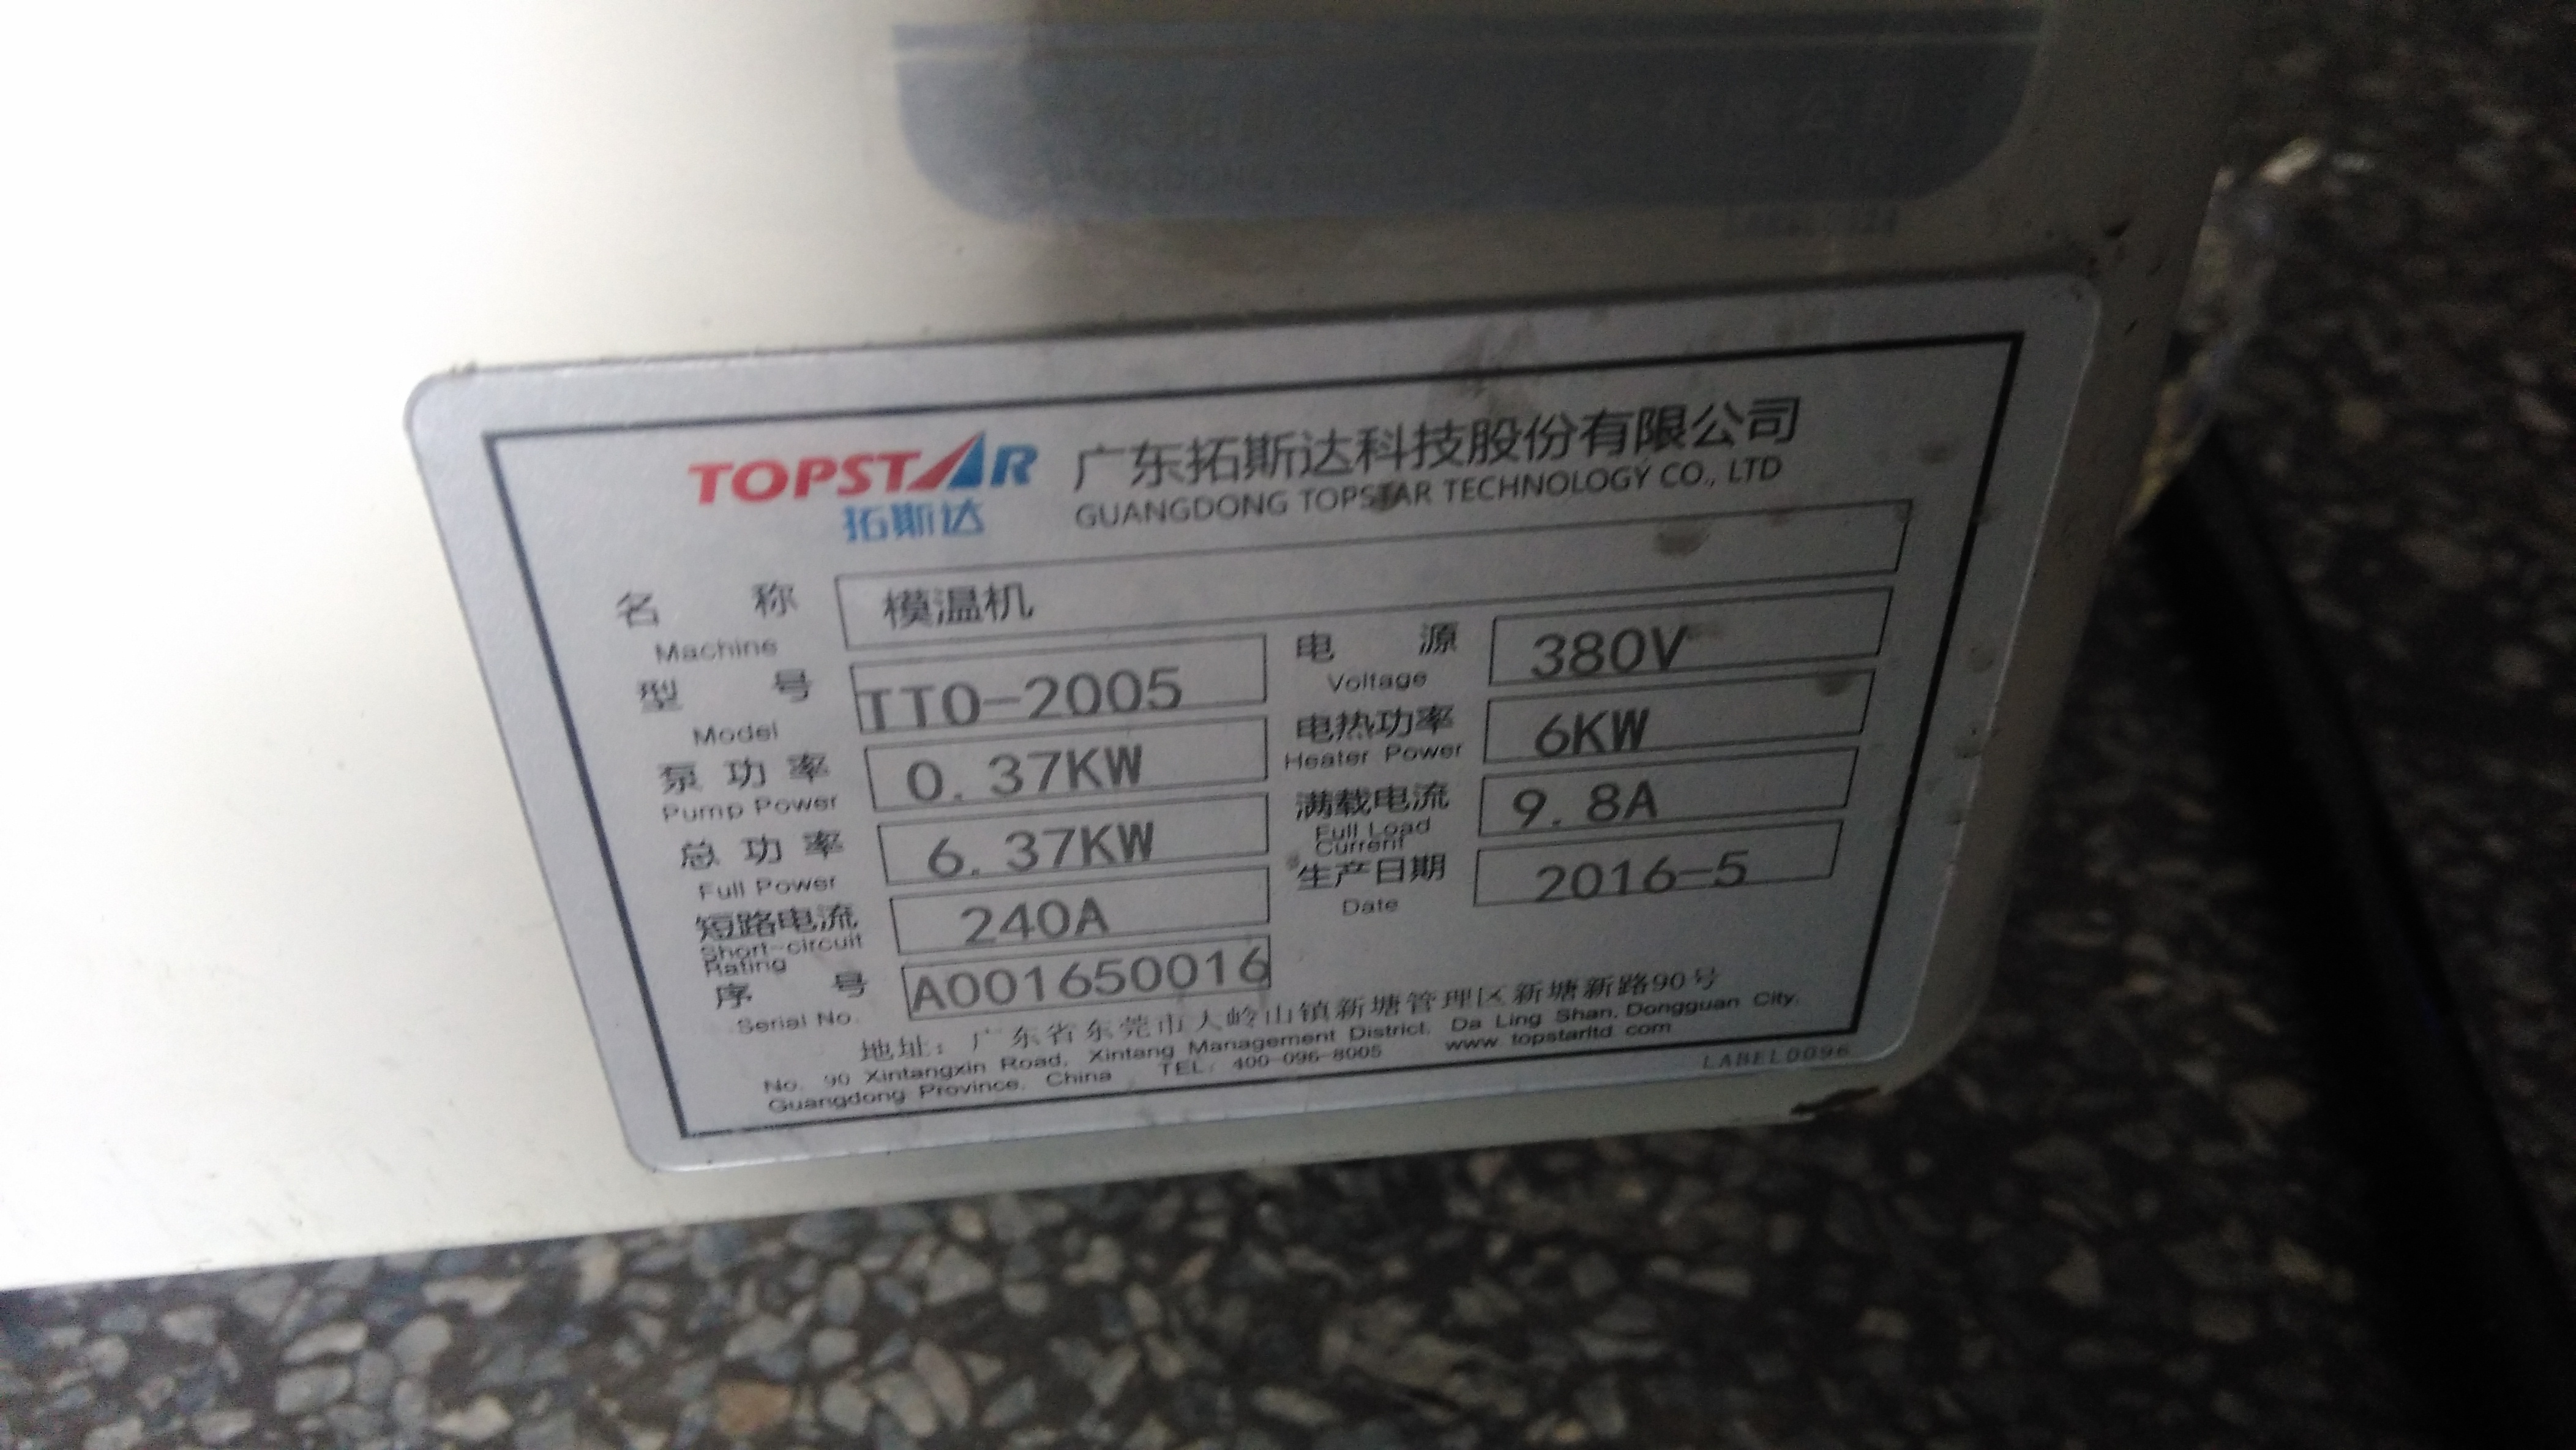 TOPSTAR
拓斯达
广东拓斯达科技股份有限公司
GUANGDONG TOPSTAR TECHNOLOGY CO., LTD
名 称 模温机
Machine
型 号 TTO-2005 电 源 380V
Model Voltage
泵功率 0.37KW 电热功率 6KW
Pump Power Heater Power
总功率 6.37KW 满载电流 9.8A
Full Power Full Load Current
短路电流 240A 生产日期 2016-5
Short-circuit Rating Date
序 号 A001650016
Serial No.
地址：广东省东莞市大岭山镇新塘管理区新塘新路90号
No. 90 Xintangxin Road, Xintang Management District, Da Ling Shan, Dongguan City,
Guangdong Province, China TEL: 400-096-8005 www.topstarltd.com
LABEL0096